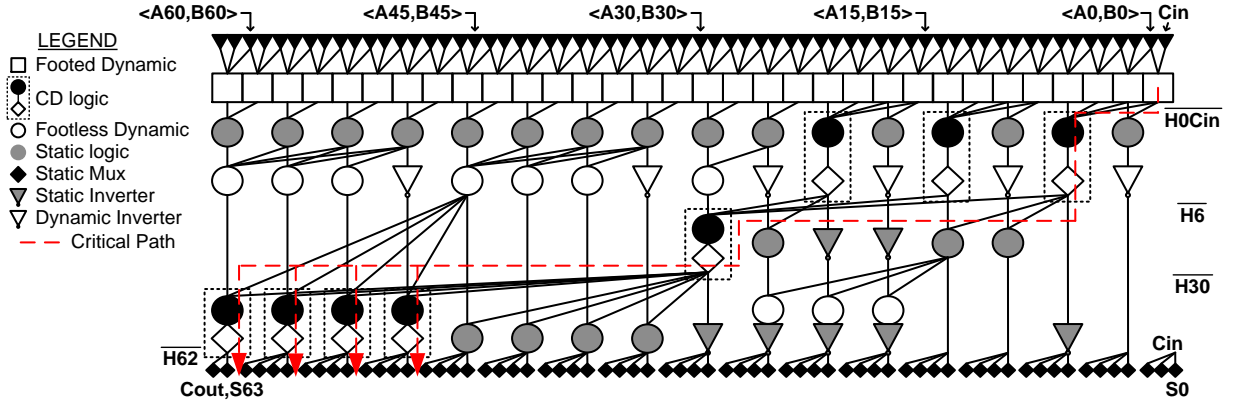 <A60,B60>
<A45,B45>
<A30,B30>
<A15,B15>
<A0,B0>
Cin
LEGEND
Footed Dynamic
CD logic
Footless Dynamic
Static logic
Static Mux
Static Inverter
Dynamic Inverter
Critical Path
H0Cin
H6
H30
H62
Cin
Cout,S63
S0